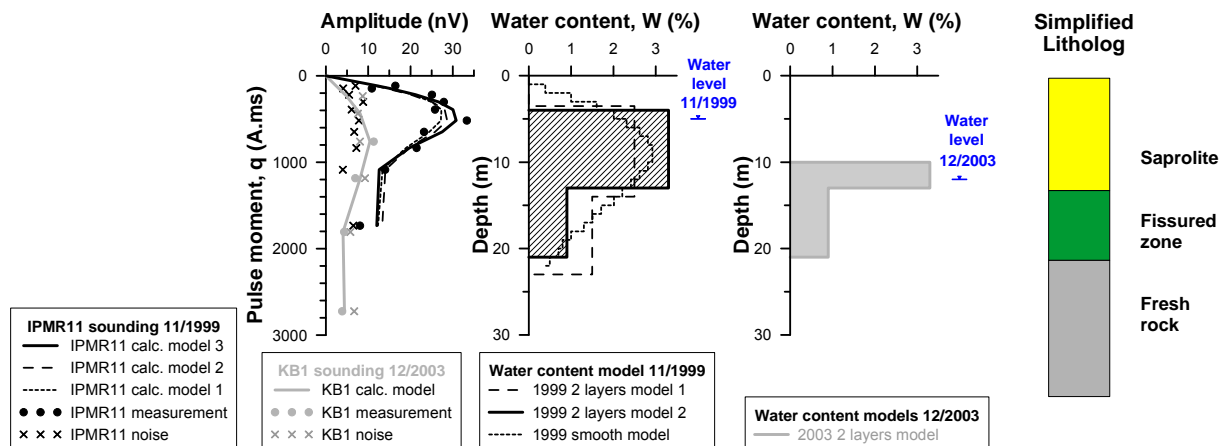 Amplitude (nV)
0 10 20 30
Pulse moment, q (A.ms)
0
1000
2000
3000
IPMR11 sounding 11/1999
IPMR11 calc. model 3
IPMR11 calc. model 2
IPMR11 calc. model 1
IPMR11 measurement
IPMR11 noise
KB1 sounding 12/2003
KB1 calc. model
KB1 measurement
KB1 noise
Water content, W (%)
0 1 2 3
Depth (m)
0
10
20
30
Water
level
11/1999
Water content model 11/1999
1999 2 layers model 1
1999 2 layers model 2
1999 smooth model
Water content, W (%)
0 1 2 3
Depth (m)
0
10
20
30
Water
level
12/2003
Water content models 12/2003
2003 2 layers model
Simplified
Litholog
Saprolite
Fissured
zone
Fresh
rock